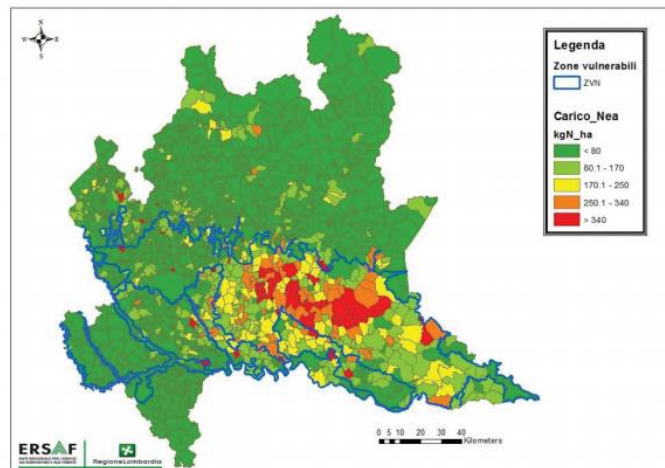 N
W
E
S
Legenda
Zone vulnerabili
ZVN
Carico_Nea
kgN_ha
< 80
80.1 - 170
170.1 - 250
250.1 - 340
> 340
0 5 10 20 30 40
Kilometers
ERSAF
RegioneLombardia